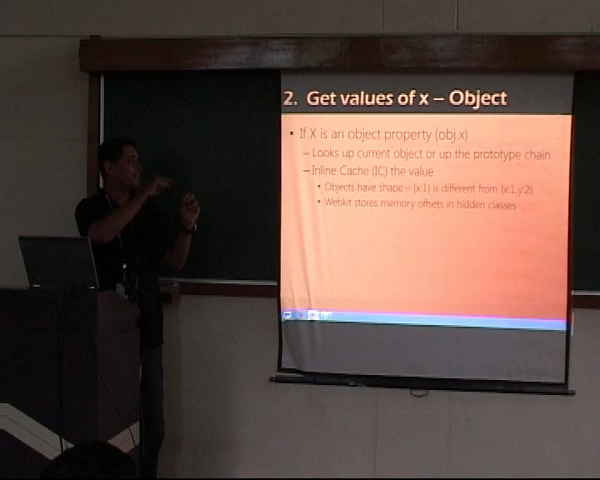 2. Get values of x – Object
• If X is an object property (obj.x)
– Looks up current object or up the prototype chain
– Inline Cache (IC) the value
• Objects have shape – {x:1} is different from {x:1,y:2}
• Webkit stores memory offsets in hidden classes